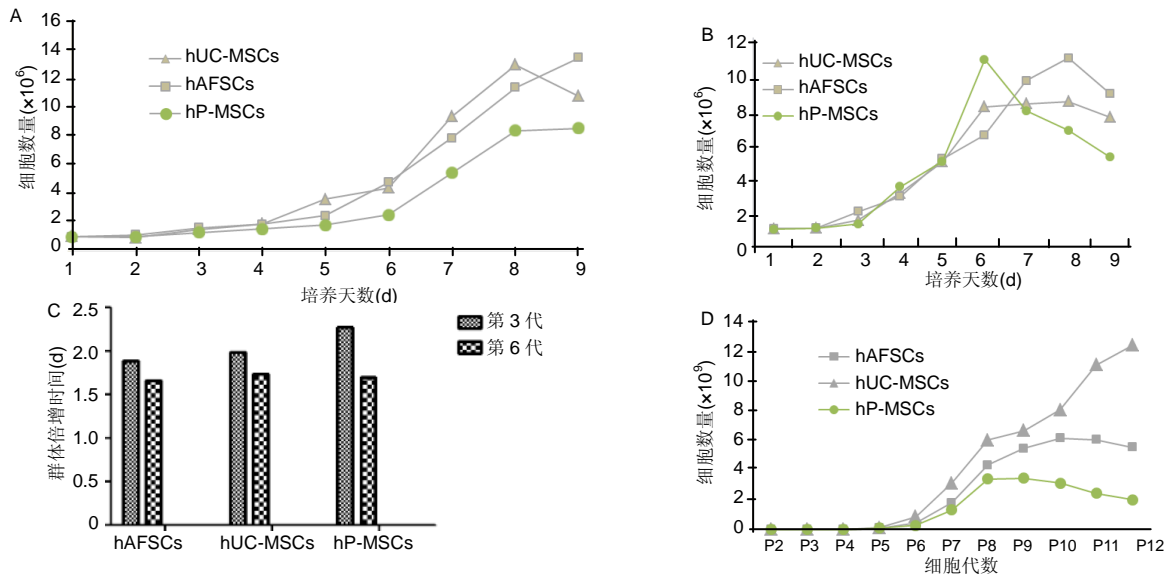 A
细胞数量(×10⁶)
16
14
12
10
8
6
4
2
0
hUC-MSCs
hAFSCs
hP-MSCs
1 2 3 4 5 6 7 8 9
培养天数(d)
B
细胞数量(×10⁶)
12
10
8
6
4
2
0
hUC-MSCs
hAFSCs
hP-MSCs
1 2 3 4 5 6 7 8 9
培养天数(d)
C
群体倍增时间(d)
2.5
2.0
1.5
1.0
0.5
0
第 3 代
第 6 代
hAFSCs hUC-MSCs hP-MSCs
D
细胞数量(×10⁹)
14
12
10
8
6
4
2
0
hAFSCs
hUC-MSCs
hP-MSCs
P2 P3 P4 P5 P6 P7 P8 P9 P10 P11 P12
细胞代数